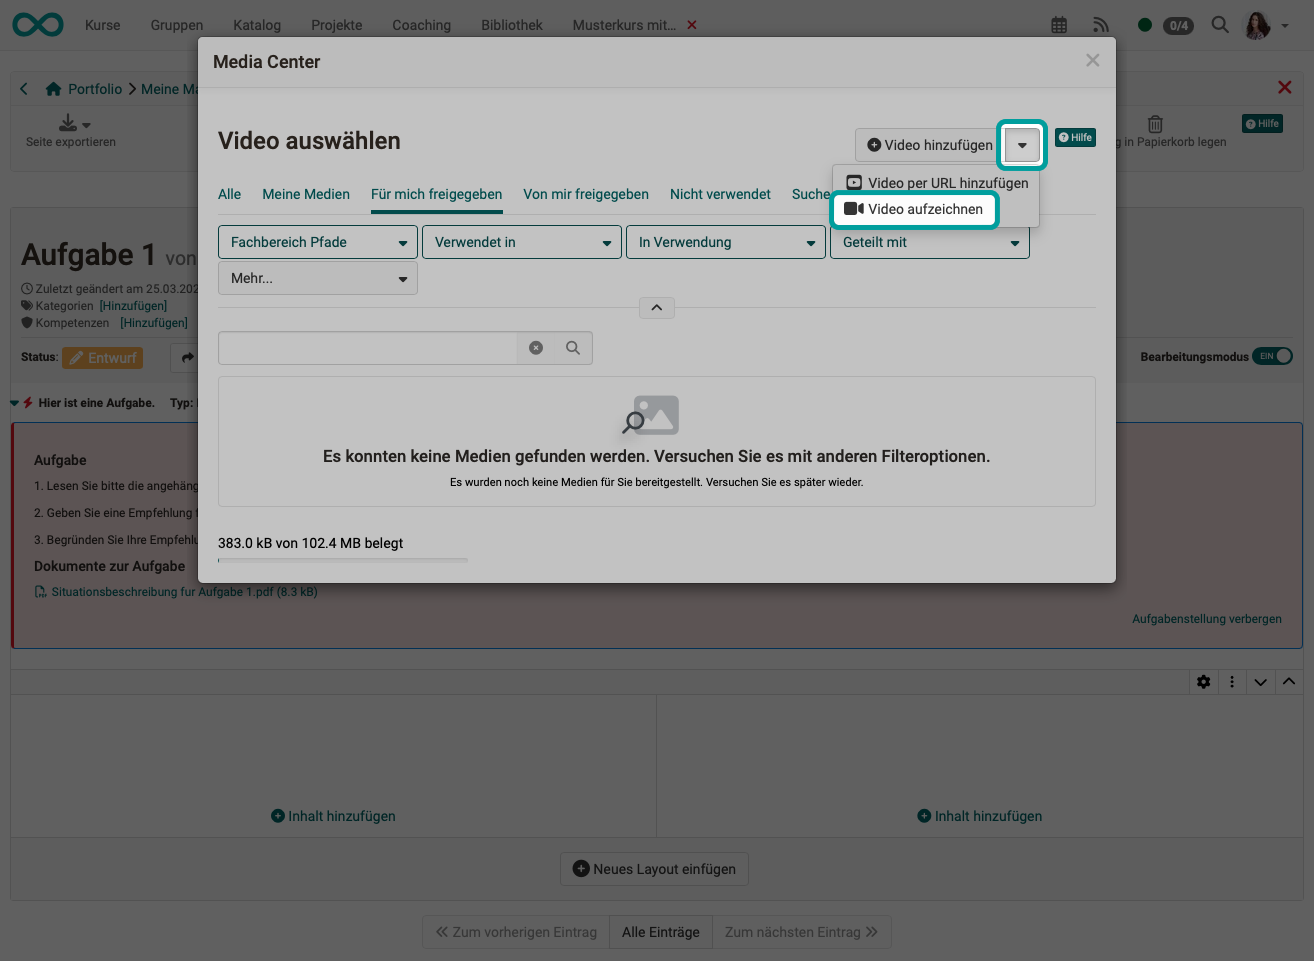 Kurse Gruppen Katalog Projekte Coaching Bibliothek Musterkurs mit... 0/4
Media Center
Portfolio Meine Ma
Seite exportieren
Video auswählen
Video hinzufügen
Hilfe
g in Papierkorb legen
Hilfe
Video per URL hinzufügen
Video aufzeichnen
Alle Meine Medien Für mich freigegeben Von mir freigegeben Nicht verwendet Suche
Fachbereich Pfade Verwendet in In Verwendung Geteilt mit
Mehr...
Aufgabe 1 von
Zuletzt geändert am 25.03.202
Kategorien [Hinzufügen]
Kompetenzen [Hinzufügen]
Status: Entwurf
Bearbeitungsmodus EIN
Hier ist eine Aufgabe. Typ:
Es konnten keine Medien gefunden werden. Versuchen Sie es mit anderen Filteroptionen.
Es wurden noch keine Medien für Sie bereitgestellt. Versuchen Sie es später wieder.
383.0 kB von 102.4 MB belegt
Aufgabe
1. Lesen Sie bitte die angehäng
2. Geben Sie eine Empfehlung
3. Begründen Sie Ihre Empfehlu
Dokumente zur Aufgabe
Situationsbeschreibung für Aufgabe 1.pdf (8.3 kB)
Aufgabenstellung verbergen
Inhalt hinzufügen Inhalt hinzufügen
Neues Layout einfügen
Zum vorherigen Eintrag Alle Einträge Zum nächsten Eintrag